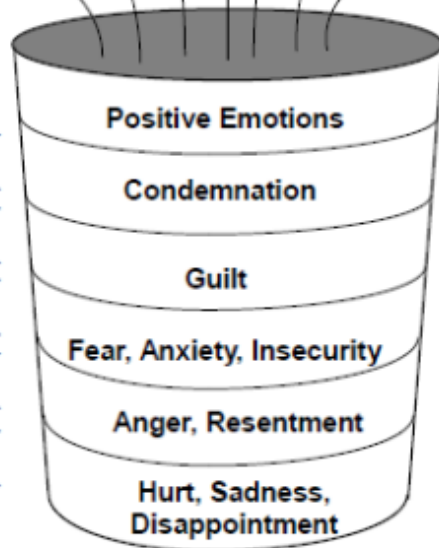 Positive Emotions
Condemnation
Guilt
Fear, Anxiety, Insecurity
Anger, Resentment
Hurt, Sadness,
Disappointment